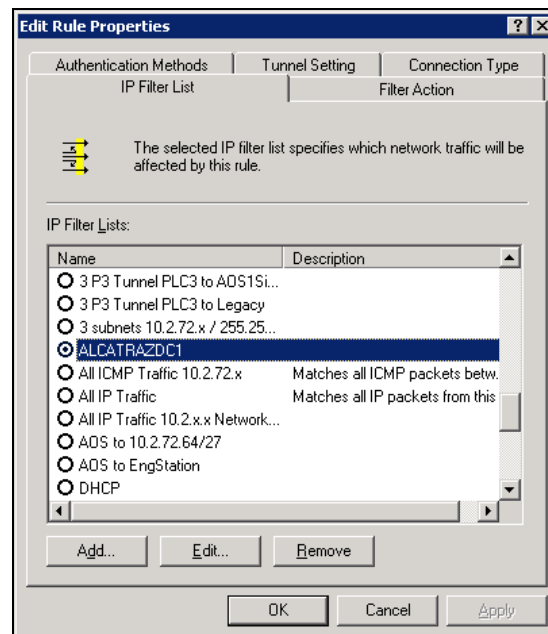 Edit Rule Properties
Authentication Methods Tunnel Setting Connection Type
IP Filter List Filter Action
The selected IP filter list specifies which network traffic will be
affected by this rule.
IP Filter Lists:
Name Description
3 P3 Tunnel PLC3 to AOS1Si...
3 P3 Tunnel PLC3 to Legacy
3 subnets 10.2.72.x / 255.25...
ALCATRAZDC1
All ICMP Traffic 10.2.72.x Matches all ICMP packets betw.
All IP Traffic Matches all IP packets from this
All IP Traffic 10.2.x.x Network...
AOS to 10.2.72.64/27
AOS to EngStation
DHCP
Add... Edit... Remove
OK Cancel Apply